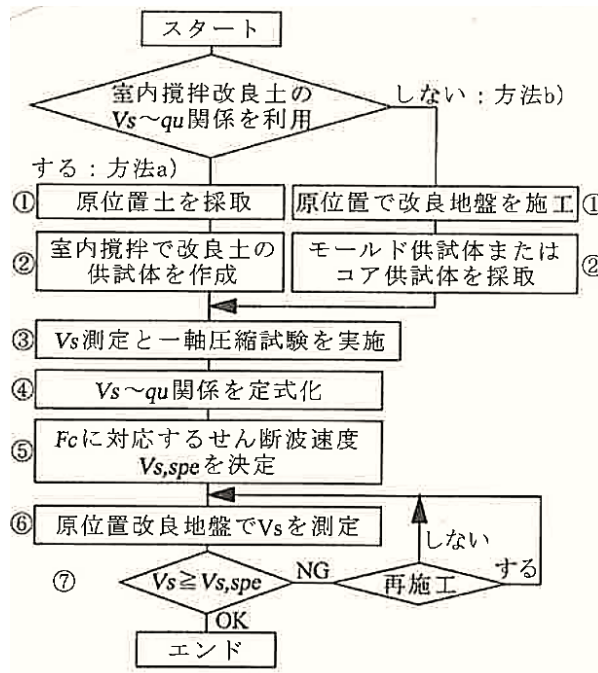 スタート
室内撹拌改良土の
Vs～qu関係を利用
しない：方法b)
する：方法a)
① 原位置土を採取
原位置で改良地盤を施工 ①
② 室内撹拌で改良土の
供試体を作成
モールド供試体または
コア供試体を採取 ②
③ Vs測定と一軸圧縮試験を実施
④ Vs～qu関係を定式化
⑤ Fcに対応するせん断波速度
Vs,speを決定
⑥ 原位置改良地盤でVsを測定
しない
⑦ Vs≧Vs,spe NG 再施工 する
OK
エンド